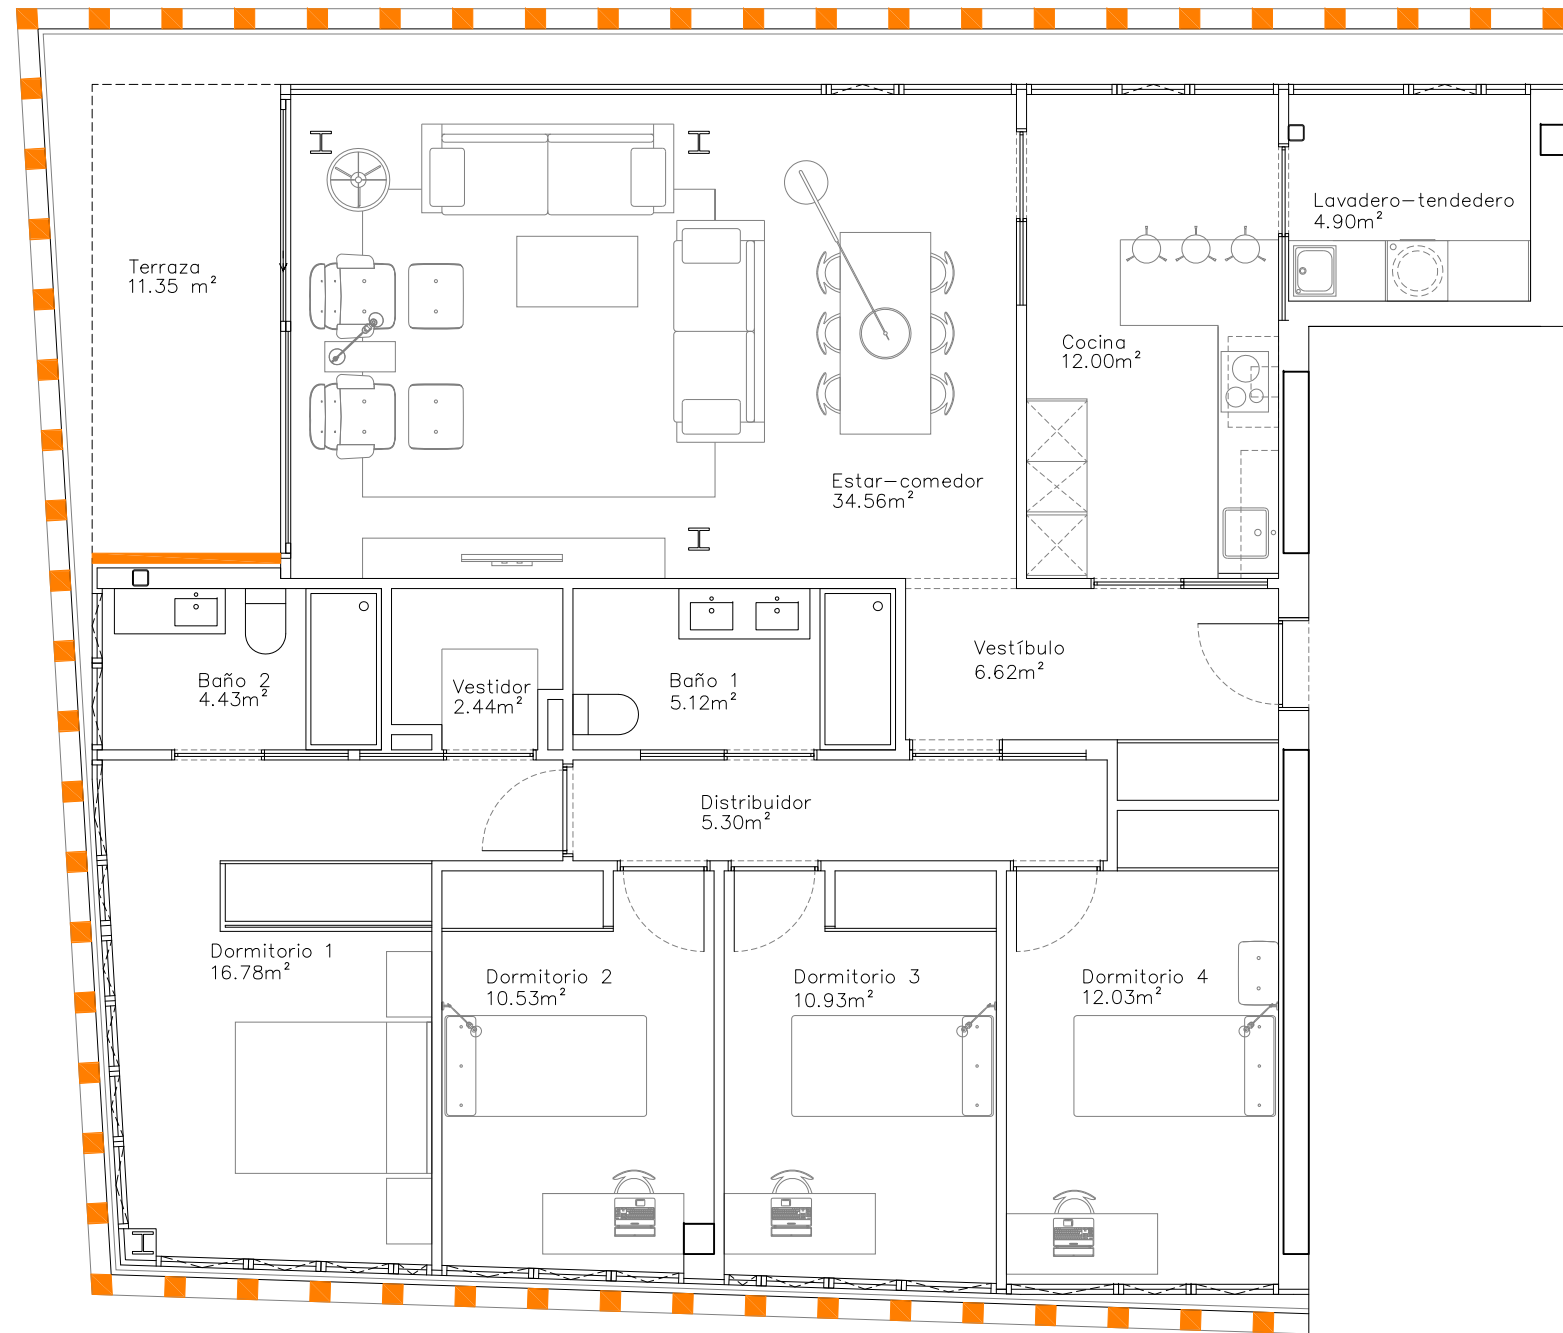 Lavadero-tendedero
4.90m²
Terraza
11.35 m²
Cocina
12.00m²
Estar-comedor
34.56m²
Vestíbulo
6.62m²
Baño 2
4.43m²
Vestidor
2.44m²
Baño 1
5.12m²
Distribuidor
5.30m²
Dormitorio 1
16.78m²
Dormitorio 2
10.53m²
Dormitorio 3
10.93m²
Dormitorio 4
12.03m²